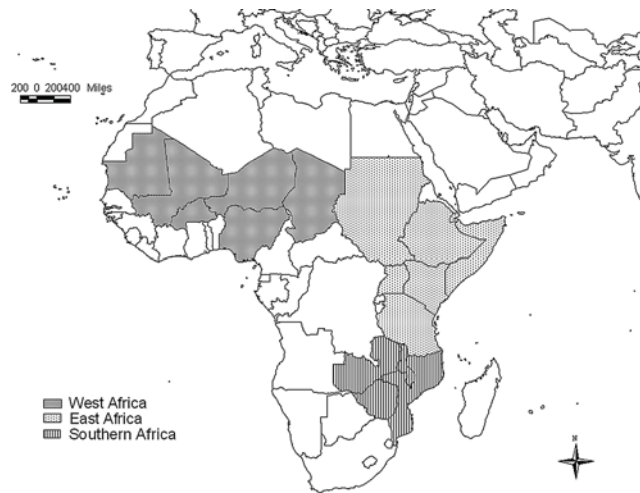 200 0 200400 Miles
West Africa
East Africa
Southern Africa
N